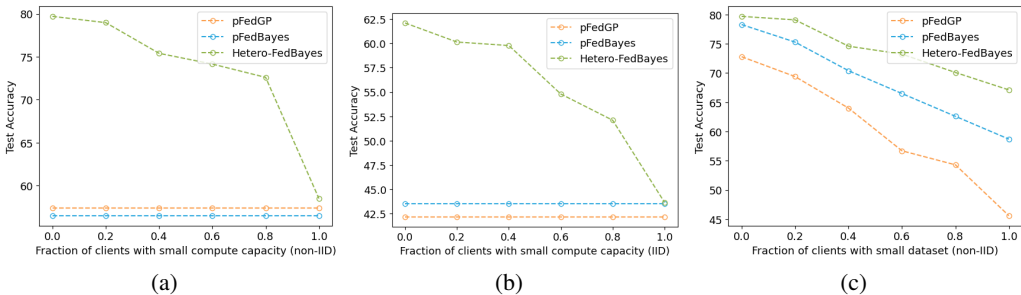 80
75
70
65
60
Test Accuracy
pFedGP
pFedBayes
Hetero-FedBayes
0.0 0.2 0.4 0.6 0.8 1.0
Fraction of clients with small compute capacity (non-IID)
(a)
62.5
60.0
57.5
55.0
52.5
50.0
47.5
45.0
42.5
Test Accuracy
pFedGP
pFedBayes
Hetero-FedBayes
0.0 0.2 0.4 0.6 0.8 1.0
Fraction of clients with small compute capacity (IID)
(b)
80
75
70
65
60
55
50
45
Test Accuracy
pFedGP
pFedBayes
Hetero-FedBayes
0.0 0.2 0.4 0.6 0.8 1.0
Fraction of clients with small dataset (non-IID)
(c)